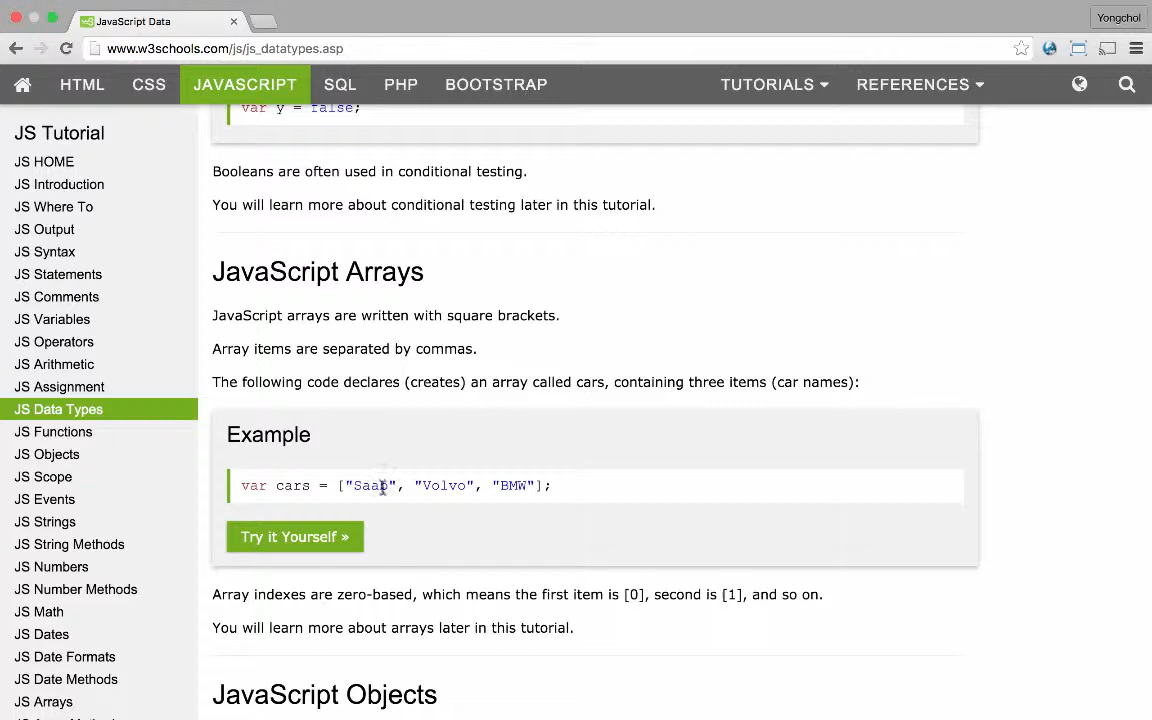 JavaScript Data
Yongchol
www.w3schools.com/js/js_datatypes.asp
HTML CSS JAVASCRIPT SQL PHP BOOTSTRAP TUTORIALS REFERENCES
JS Tutorial
JS HOME
JS Introduction
JS Where To
JS Output
JS Syntax
JS Statements
JS Comments
JS Variables
JS Operators
JS Arithmetic
JS Assignment
JS Data Types
JS Functions
JS Objects
JS Scope
JS Events
JS Strings
JS String Methods
JS Numbers
JS Number Methods
JS Math
JS Dates
JS Date Formats
JS Date Methods
JS Arrays
var y = false;
Booleans are often used in conditional testing.
You will learn more about conditional testing later in this tutorial.
JavaScript Arrays
JavaScript arrays are written with square brackets.
Array items are separated by commas.
The following code declares (creates) an array called cars, containing three items (car names):
Example
var cars = ["Saab", "Volvo", "BMW"];
Try it Yourself »
Array indexes are zero-based, which means the first item is [0], second is [1], and so on.
You will learn more about arrays later in this tutorial.
JavaScript Objects